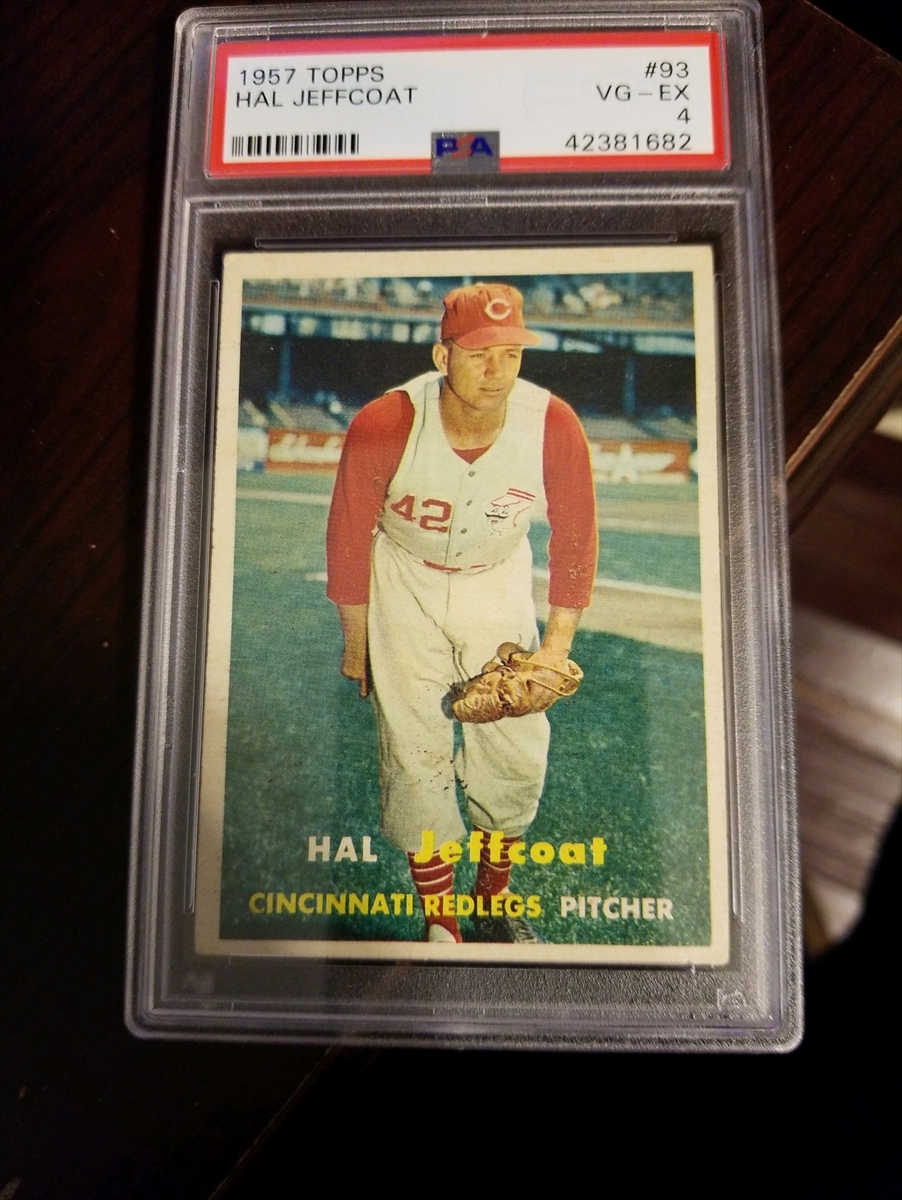 1957 TOPPS #93
HAL JEFFCOAT VG-EX
4
PSA 42381682
C
42
HAL Jeffcoat
CINCINNATI REDLEGS PITCHER